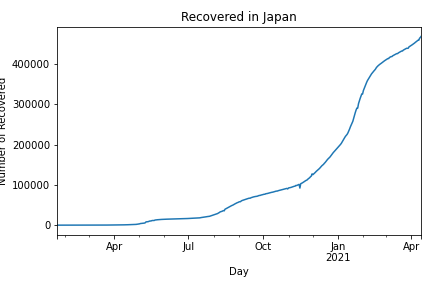 Recovered in Japan
Number of Recovered
400000
300000
200000
100000
0
Apr
Jul
Oct
Jan
2021
Apr
Day